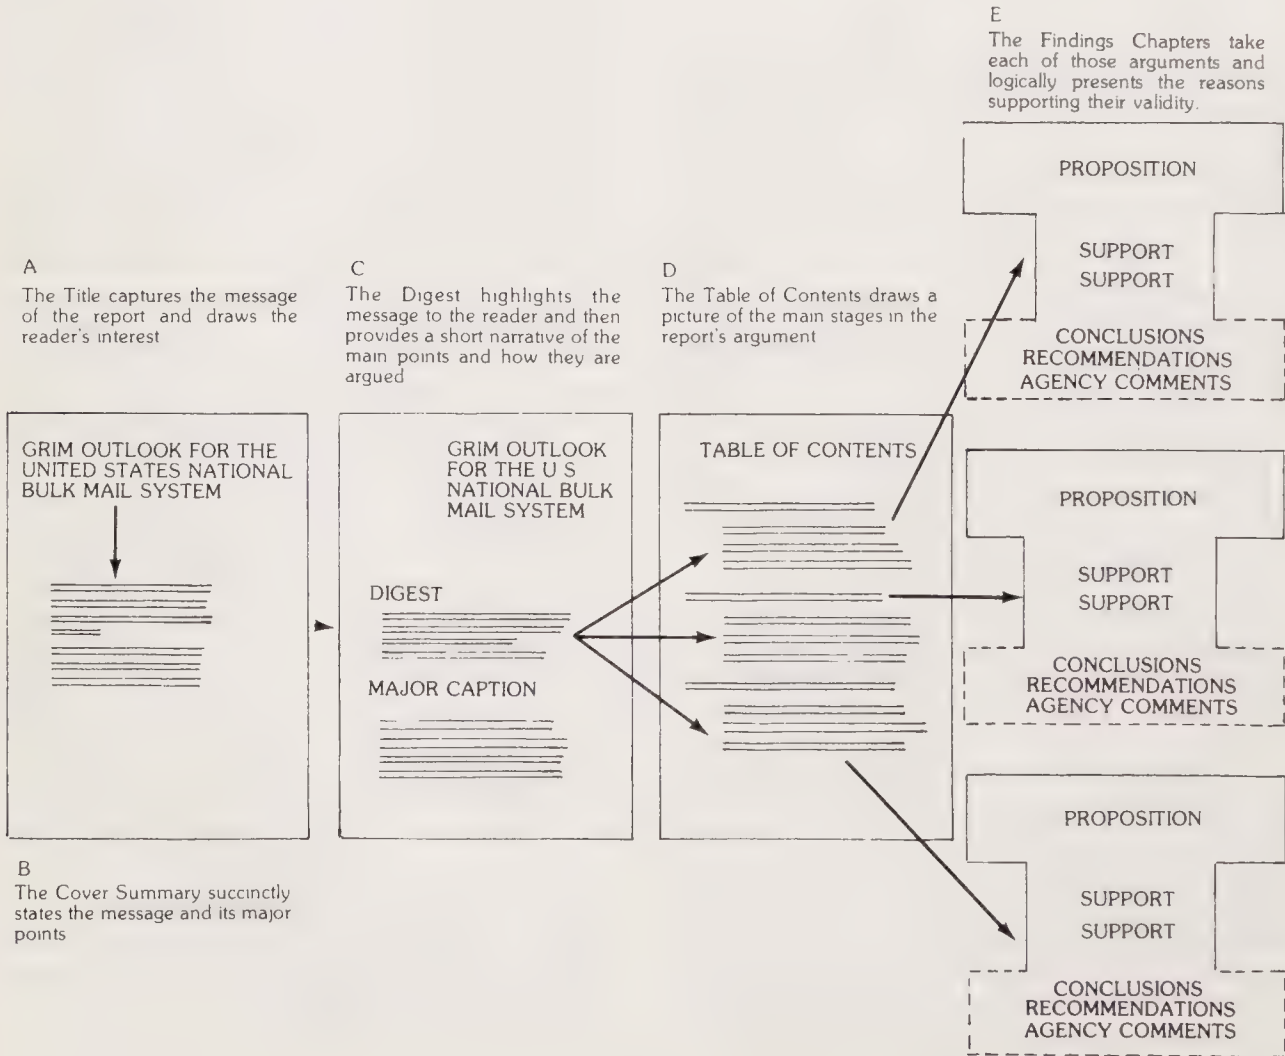 A
The Title captures the message
of the report and draws the
reader's interest
GRIM OUTLOOK FOR THE
UNITED STATES NATIONAL
BULK MAIL SYSTEM
B
The Cover Summary succinctly
states the message and its major
points
C
The Digest highlights the
message to the reader and then
provides a short narrative of the
main points and how they are
argued
GRIM OUTLOOK
FOR THE U S
NATIONAL BULK
MAIL SYSTEM
DIGEST
MAJOR CAPTION
D
The Table of Contents draws a
picture of the main stages in the
report's argument
TABLE OF CONTENTS
E
The Findings Chapters take
each of those arguments and
logically presents the reasons
supporting their validity.
PROPOSITION
SUPPORT
SUPPORT
CONCLUSIONS
RECOMMENDATIONS
AGENCY COMMENTS
PROPOSITION
SUPPORT
SUPPORT
CONCLUSIONS
RECOMMENDATIONS
AGENCY COMMENTS
PROPOSITION
SUPPORT
SUPPORT
CONCLUSIONS
RECOMMENDATIONS
AGENCY COMMENTS